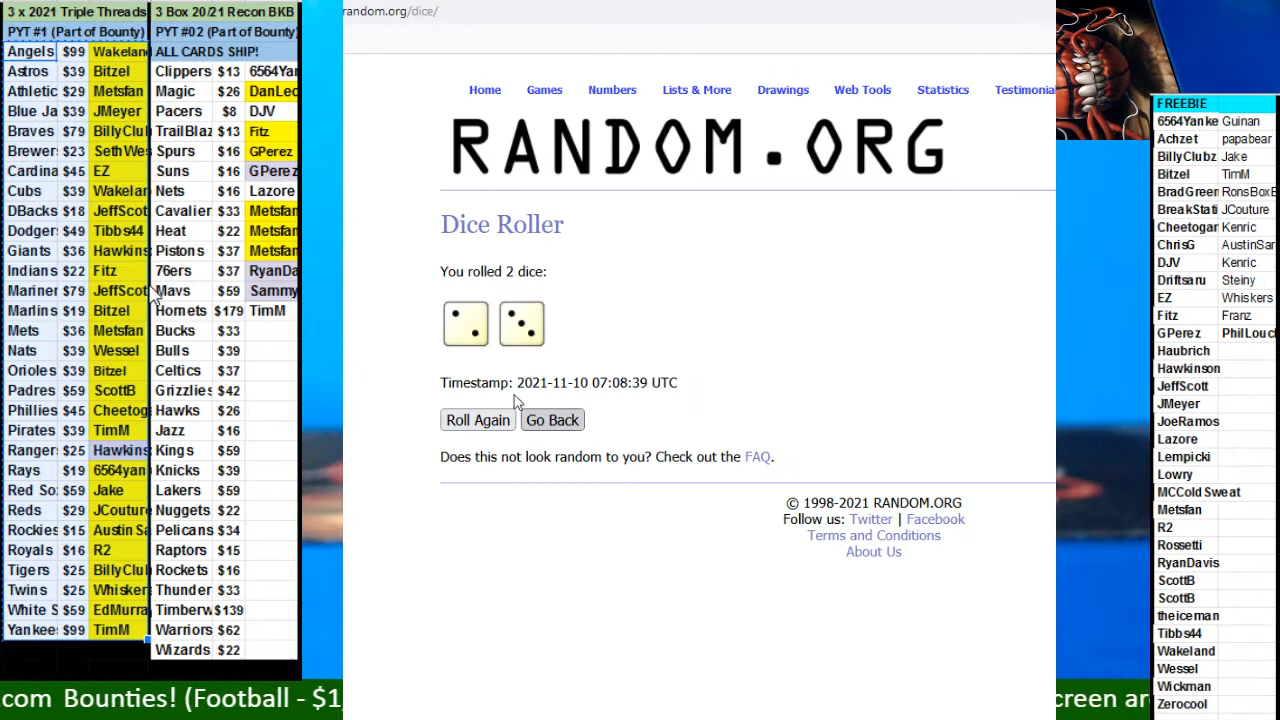 3 x 2021 Triple Threads
PYT #1 (Part of Bounty)
Angels $99 Wakeland
Astros $39 Bitzel
Athletic $29 Metsfan
Blue Ja $39 JMeyer
Braves $79 BillyClub
Brewer $23 SethWes
Cardina $45 EZ
Cubs $39 Wakelan
DBacks $18 JeffScot
Dodger $49 Tibbs44
Giants $36 Hawkins
Indians $22 Fitz
Mariner $79 JeffScot
Marlins $19 Bitzel
Mets $36 Metsfan
Nats $39 Wessel
Orioles $39 Bitzel
Padres $59 ScottB
Phillies $45 Cheetog
Pirates $39 TimM
Ranger $25 Hawkins
Rays $19 6564yan
Red So $59 Jake
Reds $29 JCouture
Rockies $15 Austin Sa
Royals $16 R2
Tigers $25 BillyClub
Twins $25 Whisker
White S $59 EdMurra
Yankee $99 TimM
3 Box 2021 Recon BKB
PYT #02 (Part of Bounty)
ALL CARDS SHIP!
Clippers $13 6564Yan
Magic $26 DanLeo
Pacers $8 DJV
TrailBlaz $13 Fitz
Spurs $16 GPerez
Suns $16 GPerez
Nets $16 Lazore
Cavalier $33 Metsfan
Heat $22 Metsfan
Pistons $37 Metsfan
76ers $37 RyanDa
Mavs $59 Sammy
Hornets $179 TimM
Bucks $33
Bulls $39
Celtics $37
Grizzlies $42
Hawks $26
Jazz $16
Kings $59
Knicks $39
Lakers $59
Nuggets $22
Pelicans $34
Raptors $15
Rockets $16
Thunder $33
Timberw $139
Warriors $62
Wizards $22
random.org/dice/
Home Games Numbers Lists & More Drawings Web Tools Statistics Testimonia
RANDOM.ORG
Dice Roller
You rolled 2 dice:
Timestamp: 2021-11-10 07:08:39 UTC
Roll Again Go Back
Does this not look random to you? Check out the FAQ.
© 1998-2021 RANDOM.ORG
Follow us: Twitter | Facebook
Terms and Conditions
About Us
FREEBIE
6564Yanke Guinan
Achzet papabear
BillyClubz Jake
Bitzel TimM
BradGreen RonsBoxB
BreakStati JCouture
Cheetogar Kenric
ChrisG AustinSan
DJV Kenric
Driftsaru Steiny
EZ Whiskers
Fitz Franz
GPerez PhilLouck
Haubrich
Hawkinson
JeffScott
JMeyer
JoeRamos
Lazore
Lempicki
Lowry
MCCold Sweat
Metsfan
R2
Rossetti
RyanDavis
ScottB
ScottB
theiceman
Tibbs44
Wakeland
Wessel
Wickman
Zerocool
.com Bounties! (Football - $1, creen an